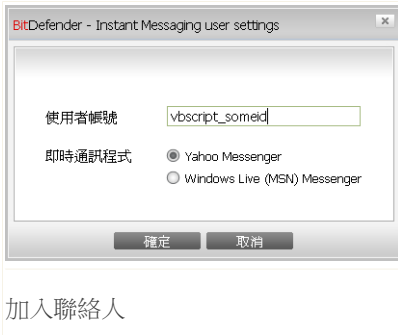 BitDefender - Instant Messaging user settings
使用者帳號 vbscript_someid
即時通訊程式 Yahoo Messenger
Windows Live (MSN) Messenger
確定 取消
加入聯絡人